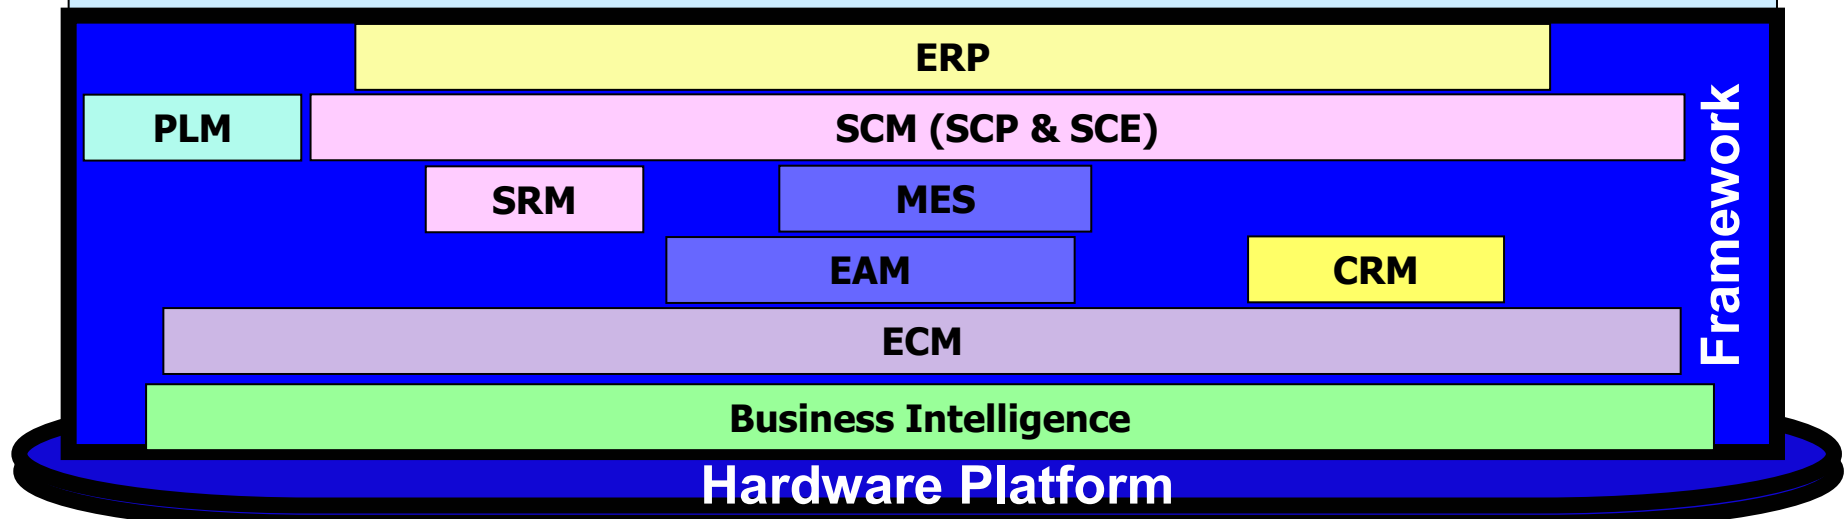 ERP
PLM
SCM (SCP & SCE)
SRM
MES
EAM
CRM
ECM
Business Intelligence
Framework
Hardware Platform